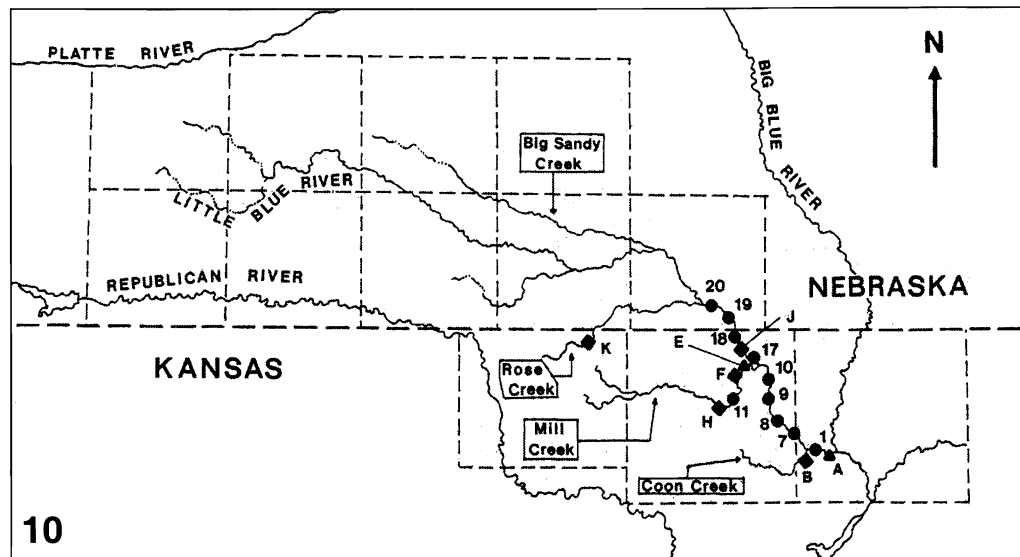 PLATTE RIVER
N
BIG BLUE RIVER
Big Sandy
Creek
LITTLE BLUE RIVER
REPUBLICAN RIVER
NEBRASKA
20
19
18
J
E
17
K
KANSAS
F
10
Rose
Creek
11
9
H
8
Mill
Creek
7
1
B
A
Coon Creek
10